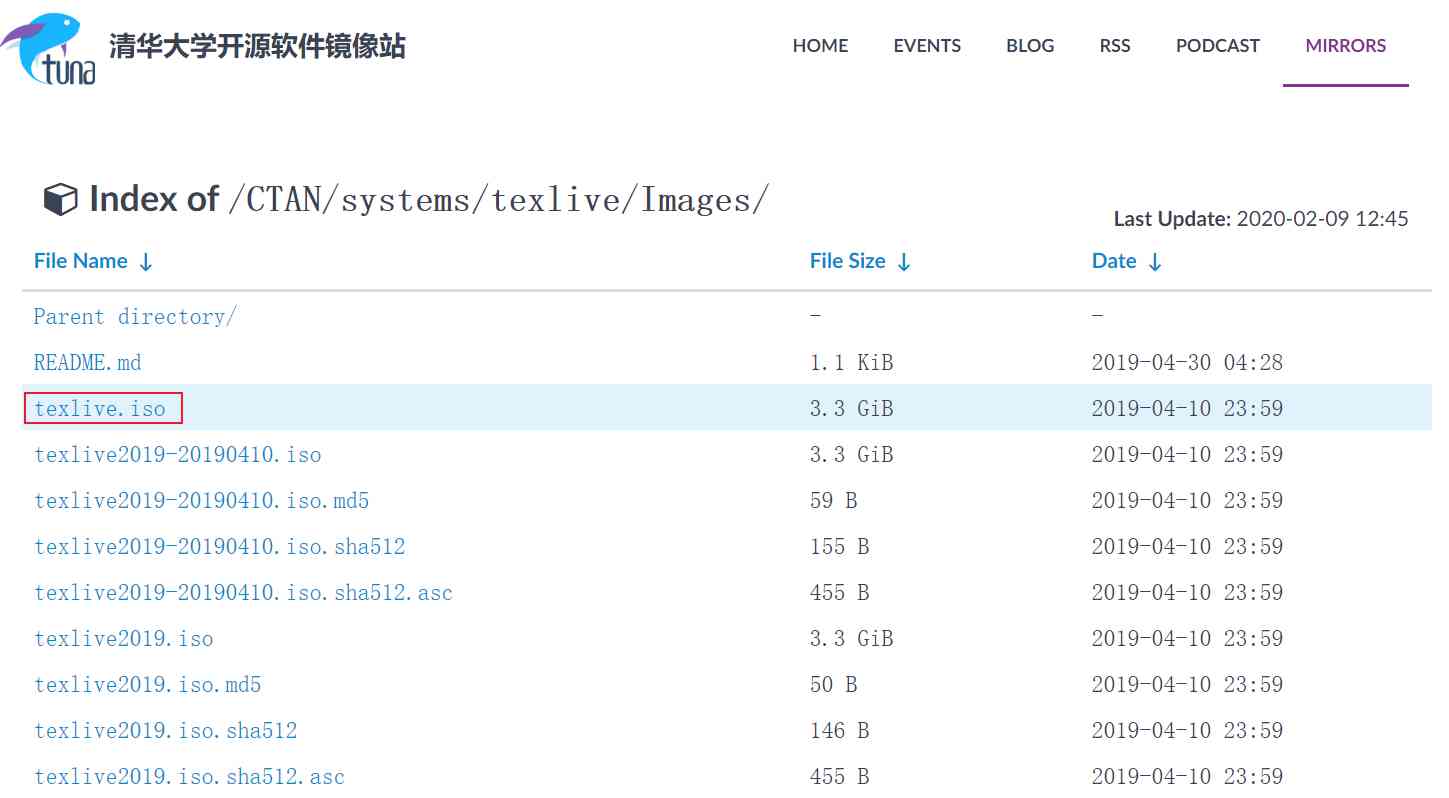 tuna 清华大学开源软件镜像站 HOME EVENTS BLOG RSS PODCAST MIRRORS
Index of /CTAN/systems/texlive/Images/
Last Update: 2020-02-09 12:45
File Name ↓ File Size ↓ Date ↓
Parent directory/ - -
README.md 1.1 KiB 2019-04-30 04:28
texlive.iso 3.3 GiB 2019-04-10 23:59
texlive2019-20190410.iso 3.3 GiB 2019-04-10 23:59
texlive2019-20190410.iso.md5 59 B 2019-04-10 23:59
texlive2019-20190410.iso.sha512 155 B 2019-04-10 23:59
texlive2019-20190410.iso.sha512.asc 455 B 2019-04-10 23:59
texlive2019.iso 3.3 GiB 2019-04-10 23:59
texlive2019.iso.md5 50 B 2019-04-10 23:59
texlive2019.iso.sha512 146 B 2019-04-10 23:59
texlive2019.iso.sha512.asc 455 B 2019-04-10 23:59